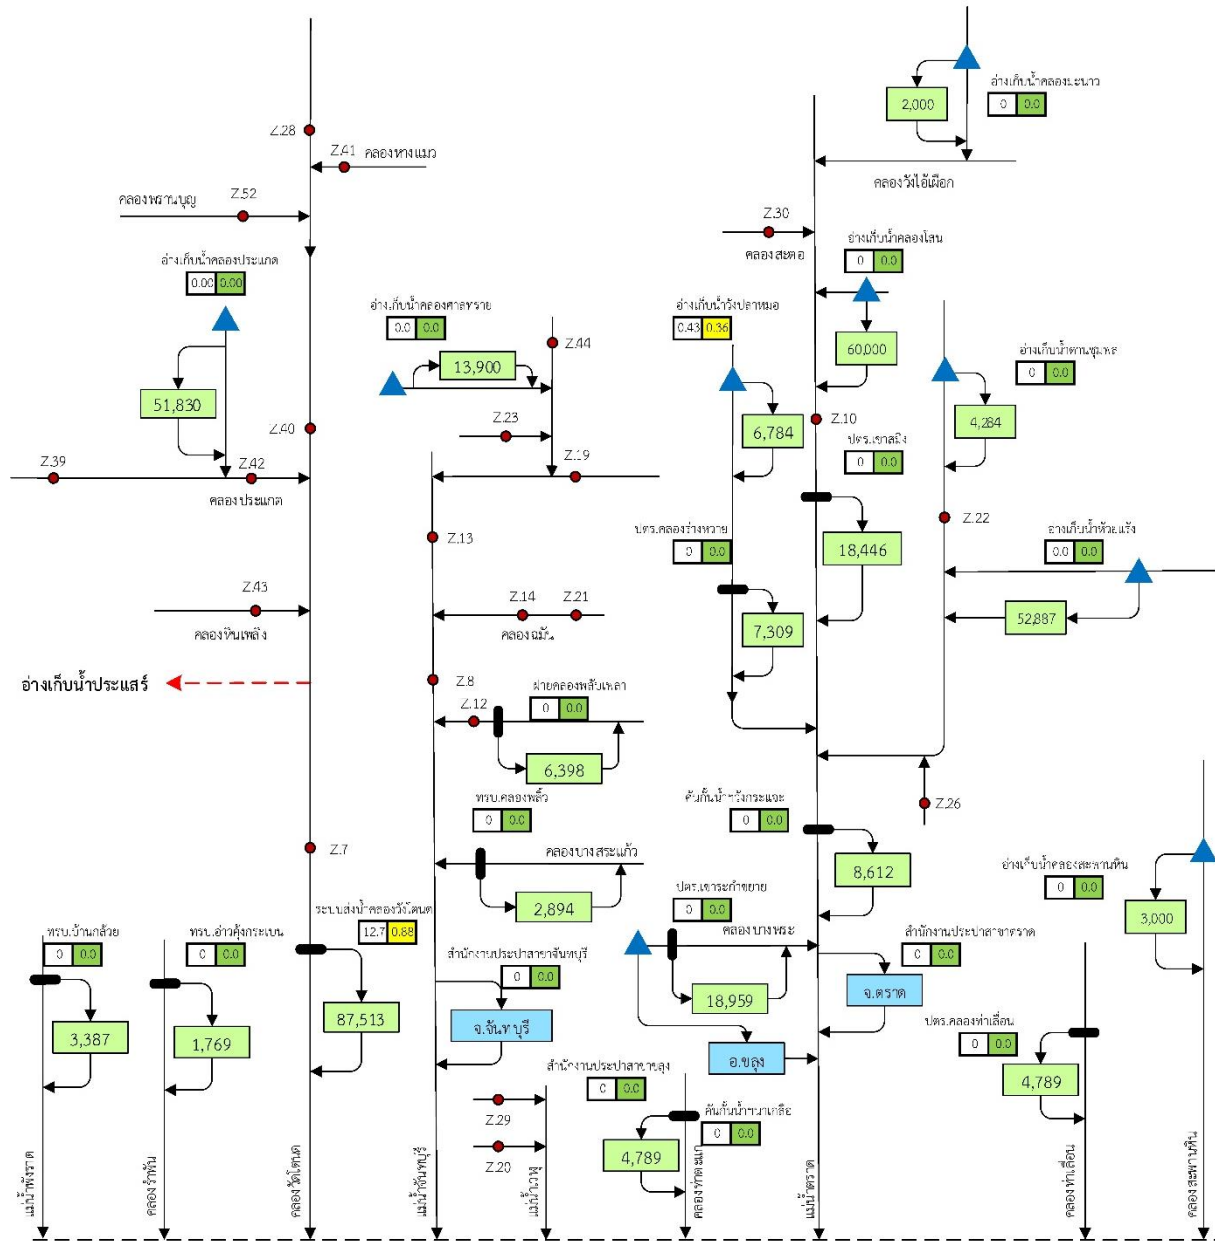 อ่างเก็บน้ำคลองมะนาว
0 0.0
2,000
Z.28
Z.41 คลองหางแมว
คลองวังไอ้เผือก
คลองพรานบุญ
Z.52
Z.30
คลองสะตอ
อ่างเก็บน้ำคลองโสน
0 0.0
60,000
อ่างเก็บน้ำคลองประแกด
0.00 0.00
51,830
อ่างเก็บน้ำคลองศาลทราย
0.0 0.0
13,900
Z.44
อ่างเก็บน้ำวังปลาหมอ
0.43 0.36
6,784
อ่างเก็บน้ำด่านชุมพล
0 0.0
4,284
Z.40
Z.23
Z.10
ปตร.เขาสมิง
0 0.0
18,446
Z.39
Z.42
คลองประแกด
Z.19
Z.13
Z.22
ปตร.คลองร่างหวาย
0 0.0
7,309
อ่างเก็บน้ำห้วยแร้ง
0.0 0.0
52,887
Z.43
คลองหินเพลิง
Z.14
Z.21
คลองฉมัน
อ่างเก็บน้ำประแสร์
Z.8
Z.12
ฝายคลองพลับพลา
0 0.0
6,398
Z.26
ทรบ.คลองพลิ้ว
0 0.0
คลองบางสระแก้ว
2,894
คันกั้นน้ำฯวังกระแจะ
0 0.0
8,612
Z.7
อ่างเก็บน้ำคลองสะพานหิน
0 0.0
3,000
ทรบ.บ้านกล้วย
0 0.0
3,387
ทรบ.อ่าวคุ้งกระเบน
0 0.0
1,769
ระบบส่งน้ำคลองวังโตนด
12.7 0.88
87,513
สำนักงานประปาสาขาจันทบุรี
0 0.0
จ.จันทบุรี
ปตร.เขาระกำขยาย
0 0.0
คลองบางพระ
18,959
อ.ขลุง
สำนักงานประปาสาขาตราด
0 0.0
จ.ตราด
ปตร.คลองท่าเลื่อน
0 0.0
4,789
สำนักงานประปาสาขาขลุง
0 0.0
Z.29
Z.20
คันกั้นน้ำฯนาเกลือ
0 0.0
4,789
แม่น้ำพังราด
คลองรำพัน
คลองวังโตนด
แม่น้ำจันทบุรี
แม่น้ำเวฬุ
แม่น้ำตราด
คลองท่าเลื่อน
คลองสะพานหิน